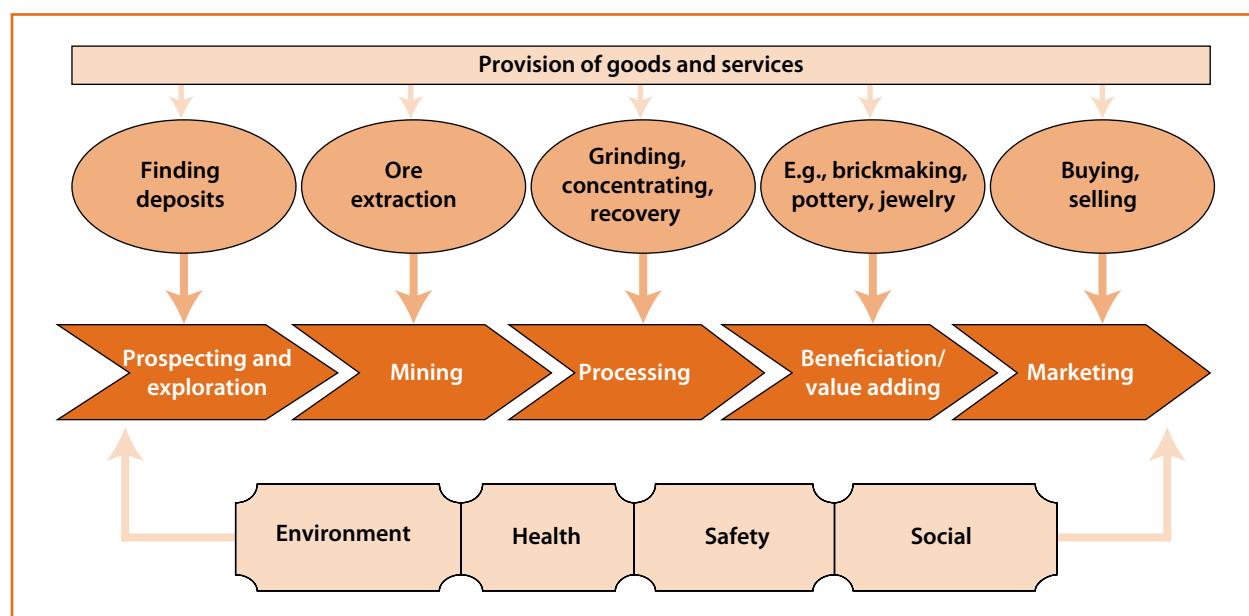 Provision of goods and services
Finding
deposits
Ore
extraction
Grinding,
concentrating,
recovery
E.g., brickmaking,
pottery, jewelry
Buying,
selling
Prospecting and
exploration
Mining
Processing
Beneficiation/
value adding
Marketing
Environment
Health
Safety
Social